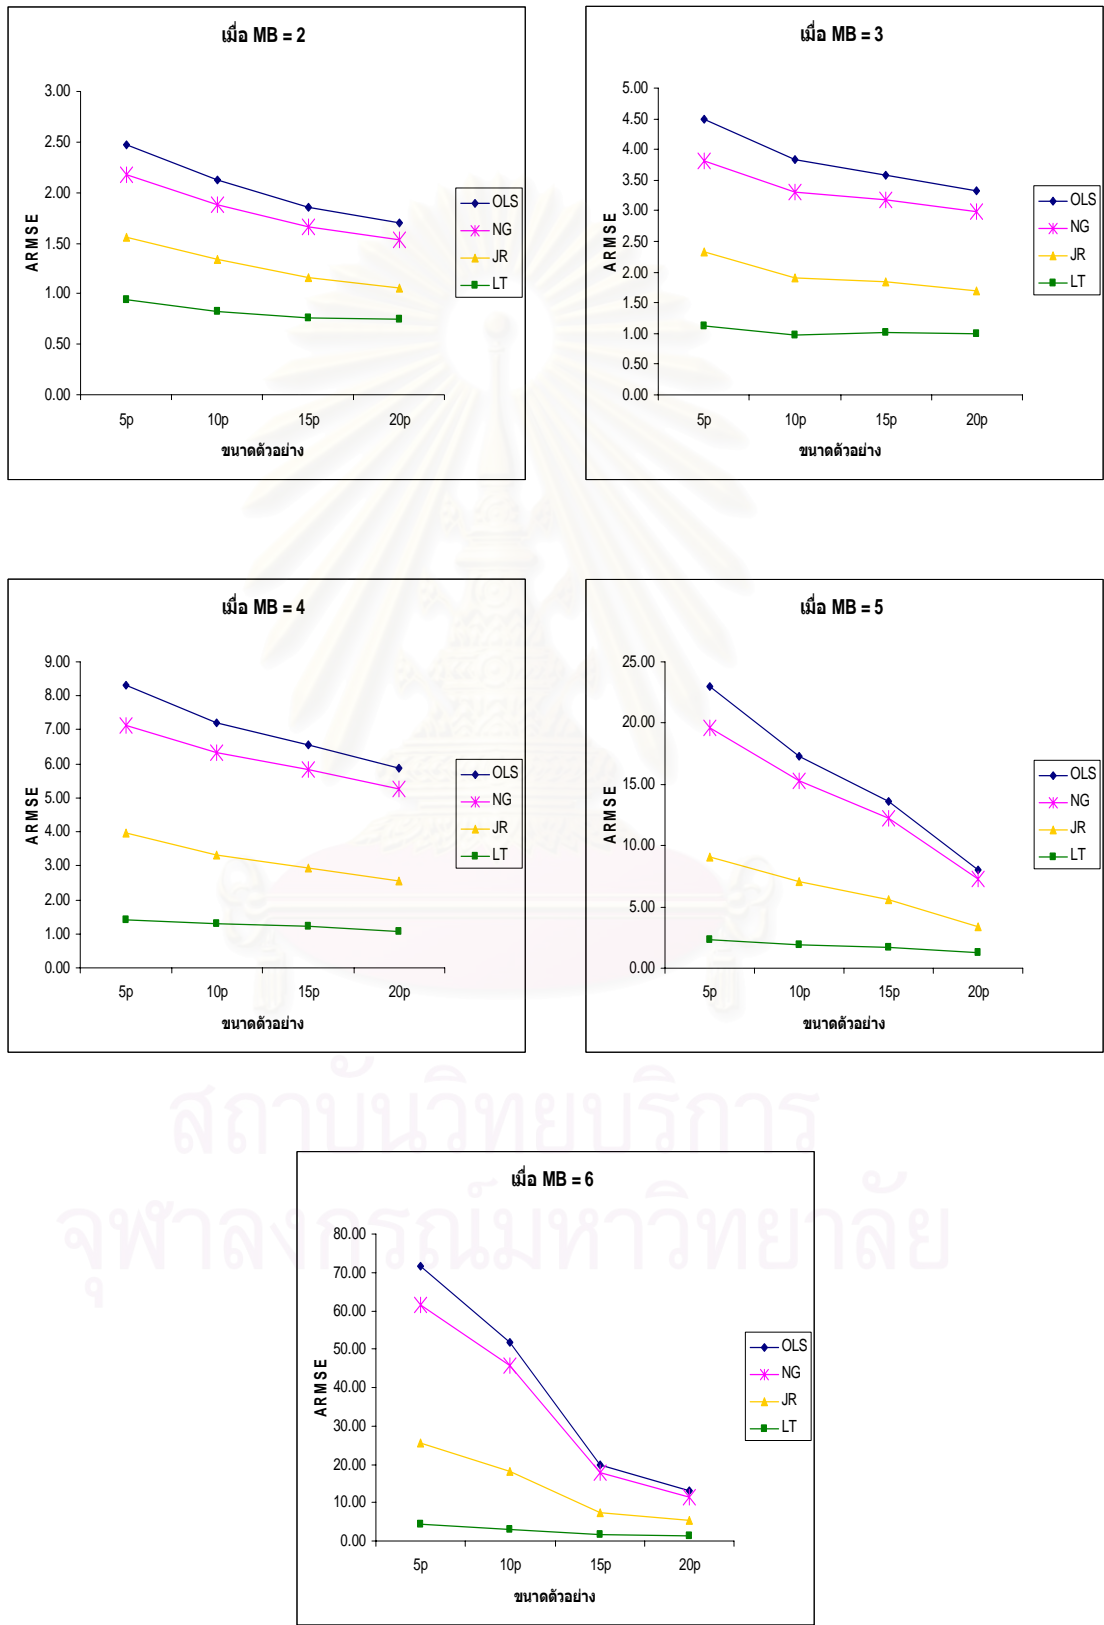 เมื่อ MB = 2
3.00
2.50
2.00
1.50
1.00
0.50
0.00
ARMSE
5p 10p 15p 20p
ขนาดตัวอย่าง
OLS
NG
JR
LT
เมื่อ MB = 3
5.00
4.50
4.00
3.50
3.00
2.50
2.00
1.50
1.00
0.50
0.00
ARMSE
5p 10p 15p 20p
ขนาดตัวอย่าง
OLS
NG
JR
LT
เมื่อ MB = 4
9.00
8.00
7.00
6.00
5.00
4.00
3.00
2.00
1.00
0.00
ARMSE
5p 10p 15p 20p
ขนาดตัวอย่าง
OLS
NG
JR
LT
เมื่อ MB = 5
25.00
20.00
15.00
10.00
5.00
0.00
ARMSE
5p 10p 15p 20p
ขนาดตัวอย่าง
OLS
NG
JR
LT
สถาบันวิทยบริการ
จุฬาลงกรณ์มหาวิทยาลัย
เมื่อ MB = 6
80.00
70.00
60.00
50.00
40.00
30.00
20.00
10.00
0.00
ARMSE
5p 10p 15p 20p
ขนาดตัวอย่าง
OLS
NG
JR
LT